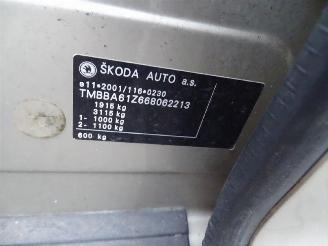 ŠKODA AUTO a.s.
e11*2001/116*0230
TMBBA61Z668062213
1915 kg
3115 kg
1- 1000 kg
2- 1100 kg
600 kg